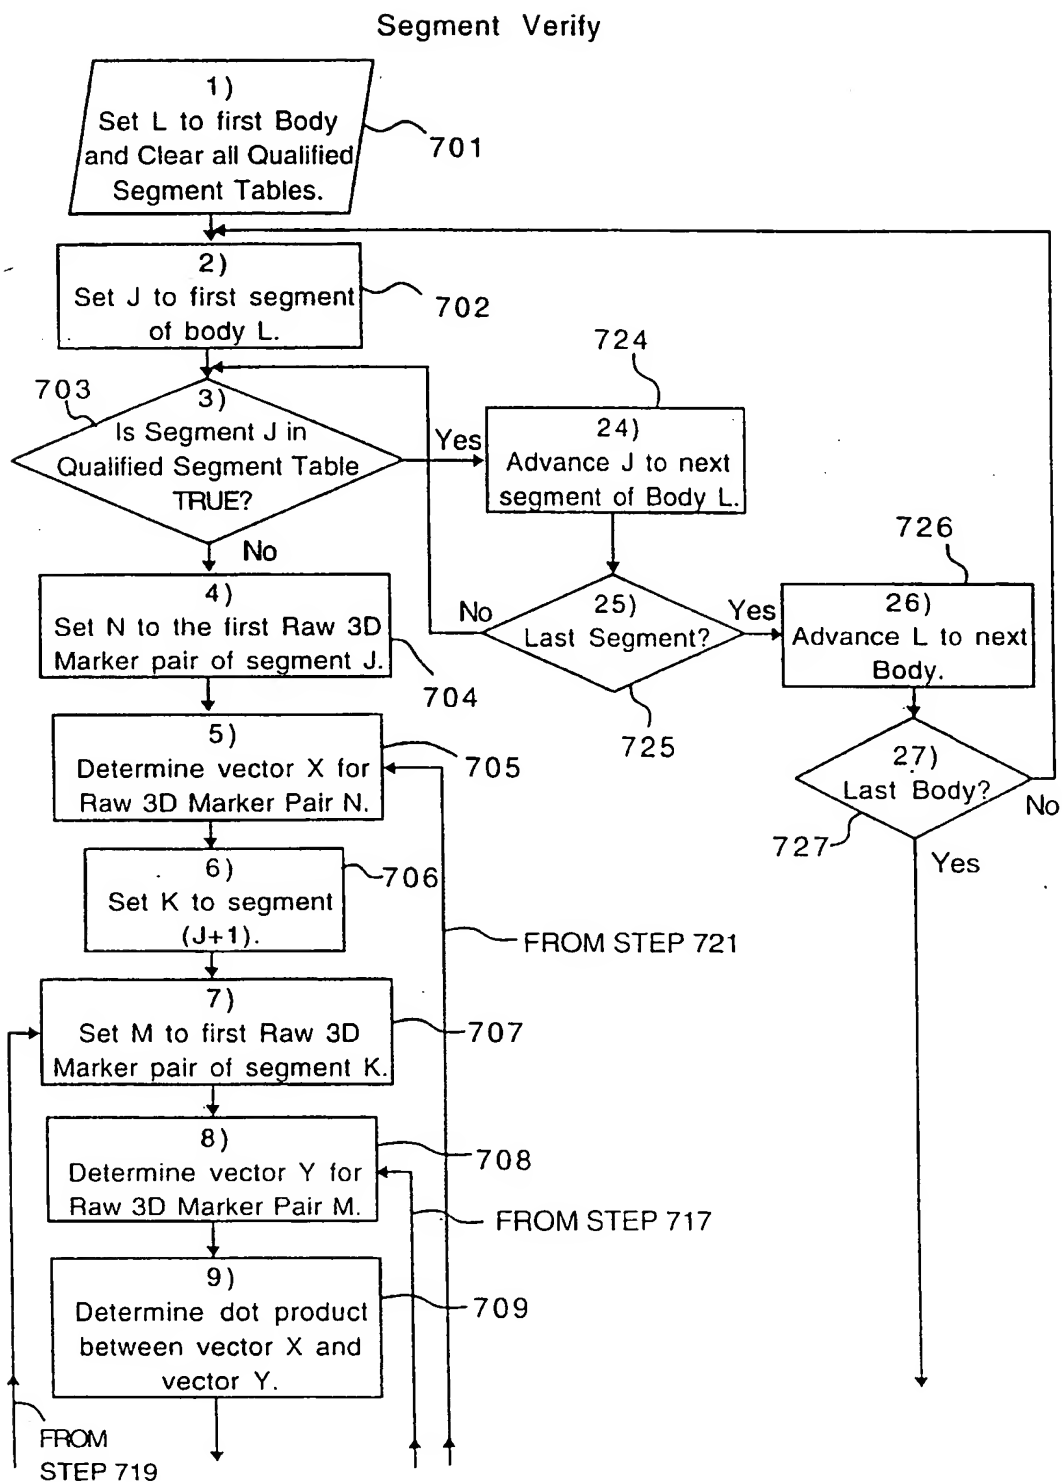 Segment Verify
1)
Set L to first Body
and Clear all Qualified
Segment Tables.
701
2)
Set J to first segment
of body L.
702
703
3)
Is Segment J in
Qualified Segment Table
TRUE?
Yes
No
724
24)
Advance J to next
segment of Body L.
4)
Set N to the first Raw 3D
Marker pair of segment J.
704
No
25)
Last Segment?
Yes
725
726
26)
Advance L to next
Body.
5)
Determine vector X for
Raw 3D Marker Pair N.
705
27)
Last Body?
No
727
Yes
6)
Set K to segment
(J+1).
706
FROM STEP 721
7)
Set M to first Raw 3D
Marker pair of segment K.
707
8)
Determine vector Y for
Raw 3D Marker Pair M.
708
FROM STEP 717
9)
Determine dot product
between vector X and
vector Y.
709
FROM
STEP 719